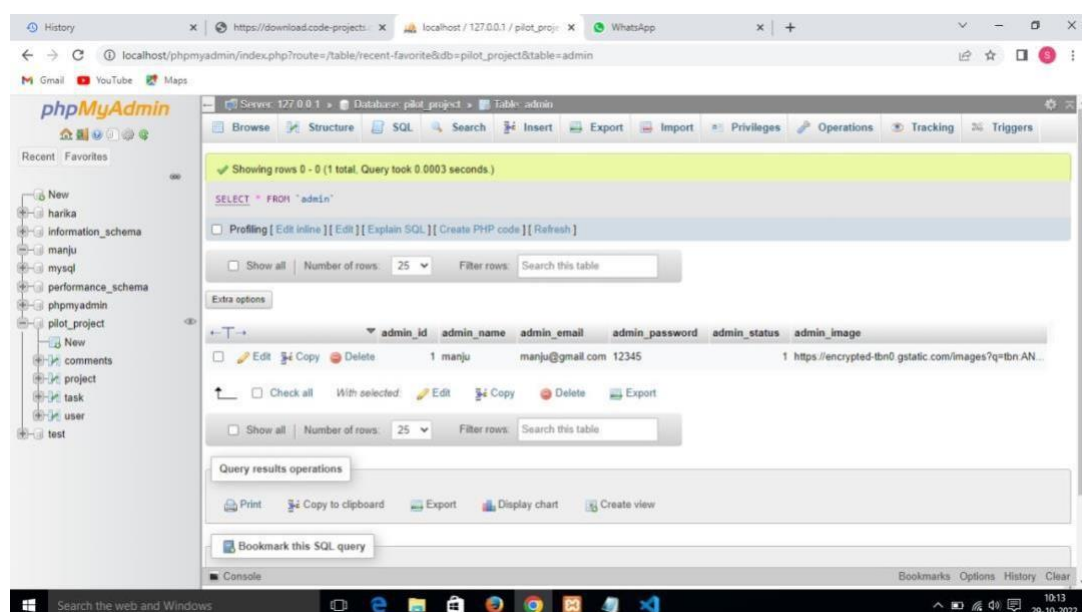 History
https://download.code-projects.
localhost / 127.0.0.1 / pilot_proje
WhatsApp
localhost/phpmyadmin/index.php?route=/table/recent-favorite&db=pilot_project&table=admin
S
Gmail YouTube Maps
phpMyAdmin
Recent Favorites
New
harika
information_schema
manju
mysql
performance_schema
phpmyadmin
pilot_project
New
comments
project
task
user
test
Server: 127.0.0.1 » Database: pilot_project » Table: admin
Browse Structure SQL Search Insert Export Import Privileges Operations Tracking Triggers
Showing rows 0 - 0 (1 total, Query took 0.0003 seconds.)
SELECT * FROM `admin`
Profiling [ Edit inline ] [ Edit ] [ Explain SQL ] [ Create PHP code ] [ Refresh ]
Show all | Number of rows: 25 Filter rows: Search this table
Extra options
←T→ admin_id admin_name admin_email admin_password admin_status admin_image
Edit Copy Delete 1 manju manju@gmail.com 12345 1 https://encrypted-tbn0.gstatic.com/images?q=tbn:AN...
Check all With selected: Edit Copy Delete Export
Show all | Number of rows: 25 Filter rows: Search this table
Query results operations
Print Copy to clipboard Export Display chart Create view
Bookmark this SQL query
Console
Bookmarks Options History Clear
Search the web and Windows
10:13
29-10-2022